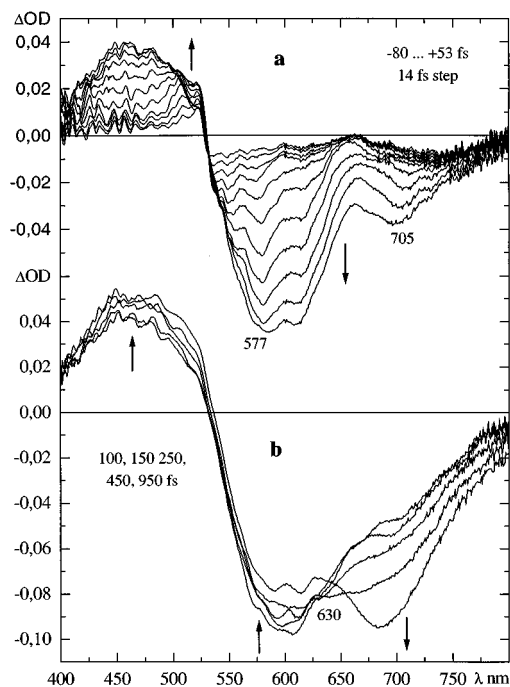 ΔOD
0,04
a
-80 ... +53 fs
14 fs step
0,02
0,00
-0,02
-0,04
705
ΔOD
577
0,04
0,02
0,00
b
100, 150 250,
450, 950 fs
-0,02
-0,04
-0,06
-0,08
630
-0,10
400 450 500 550 600 650 700 750 λ nm